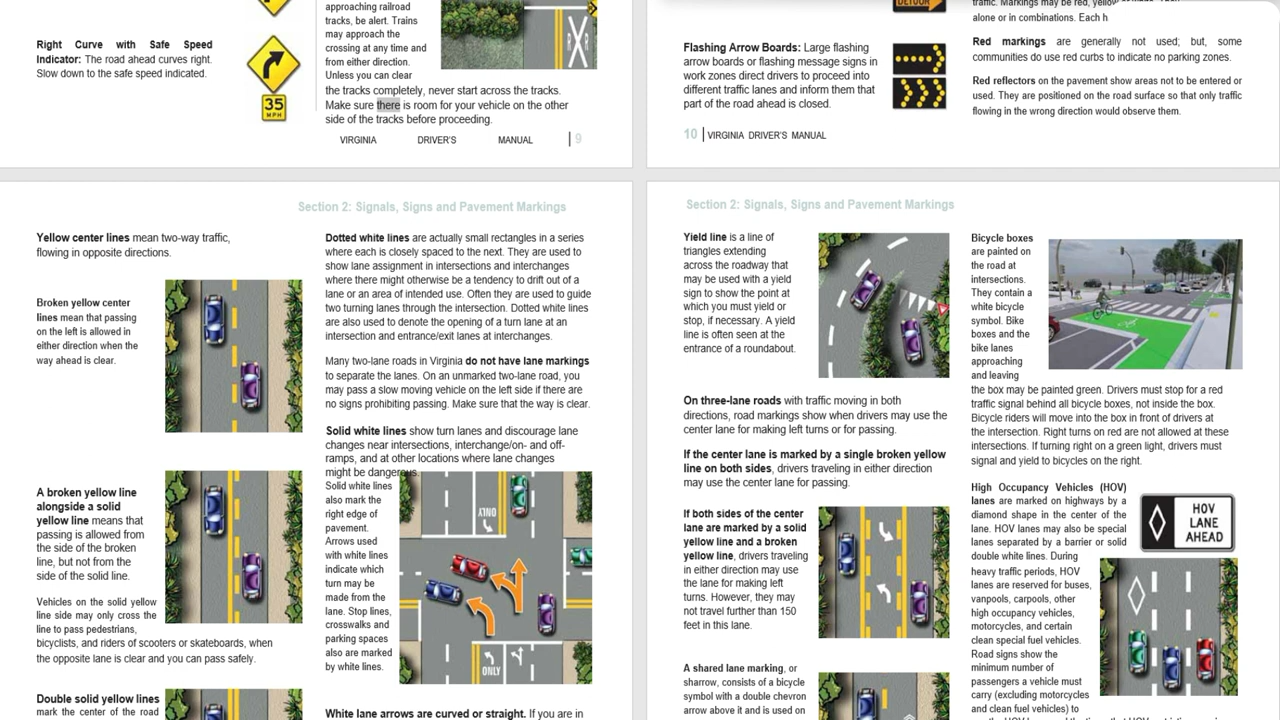 approaching railroad
tracks, be alert. Trains
may approach the
crossing at any time and
from either direction.
Unless you can clear
the tracks completely, never start across the tracks.
Make sure there is room for your vehicle on the other
side of the tracks before proceeding.
Right Curve with Safe Speed
Indicator: The road ahead curves right.
Slow down to the safe speed indicated.
35
MPH
R R
VIRGINIA DRIVER'S MANUAL | 9
traffic. Markings may be red, yellow
alone or in combinations. Each h
Flashing Arrow Boards: Large flashing
arrow boards or flashing message signs in
work zones direct drivers to proceed into
different traffic lanes and inform them that
part of the road ahead is closed.
Red markings are generally not used; but, some
communities do use red curbs to indicate no parking zones.
Red reflectors on the pavement show areas not to be entered or
used. They are positioned on the road surface so that only traffic
flowing in the wrong direction would observe them.
10 | VIRGINIA DRIVER'S MANUAL
Section 2: Signals, Signs and Pavement Markings
Yellow center lines mean two-way traffic,
flowing in opposite directions.
Broken yellow center
lines mean that passing
on the left is allowed in
either direction when the
way ahead is clear.
A broken yellow line
alongside a solid
yellow line means that
passing is allowed from
the side of the broken
line, but not from the
side of the solid line.
Vehicles on the solid yellow
line side may only cross the
line to pass pedestrians,
bicyclists, and riders of scooters or skateboards, when
the opposite lane is clear and you can pass safely.
Double solid yellow lines
mark the center of the road
Dotted white lines are actually small rectangles in a series
where each is closely spaced to the next. They are used to
show lane assignment in intersections and interchanges
where there might otherwise be a tendency to drift out of a
lane or an area of intended use. Often they are used to guide
two turning lanes through the intersection. Dotted white lines
are also used to denote the opening of a turn lane at an
intersection and entrance/exit lanes at interchanges.
Many two-lane roads in Virginia do not have lane markings
to separate the lanes. On an unmarked two-lane road, you
may pass a slow moving vehicle on the left side if there are
no signs prohibiting passing. Make sure that the way is clear.
Solid white lines show turn lanes and discourage lane
changes near intersections, interchange/on- and off-
ramps, and at other locations where lane changes
might be dangerous.
Solid white lines
also mark the
right edge of
pavement.
Arrows used
with white lines
indicate which
turn may be
made from the
lane. Stop lines,
crosswalks and
parking spaces
also are marked
by white lines.
ONLY
ONLY
White lane arrows are curved or straight. If you are in
Section 2: Signals, Signs and Pavement Markings
Yield line is a line of
triangles extending
across the roadway that
may be used with a yield
sign to show the point at
which you must yield or
stop, if necessary. A yield
line is often seen at the
entrance of a roundabout.
On three-lane roads with traffic moving in both
directions, road markings show when drivers may use the
center lane for making left turns or for passing.
If the center lane is marked by a single broken yellow
line on both sides, drivers traveling in either direction
may use the center lane for passing.
If both sides of the center
lane are marked by a solid
yellow line and a broken
yellow line, drivers traveling
in either direction may use
the lane for making left
turns. However, they may
not travel further than 150
feet in this lane.
A shared lane marking, or
sharrow, consists of a bicycle
symbol with a double chevron
arrow above it and is used on
Bicycle boxes
are painted on
the road at
intersections.
They contain a
white bicycle
symbol. Bike
boxes and the
bike lanes
approaching
and leaving
the box may be painted green. Drivers must stop for a red
traffic signal behind all bicycle boxes, not inside the box.
Bicycle riders will move into the box in front of drivers at
the intersection. Right turns on red are not allowed at these
intersections. If turning right on a green light, drivers must
signal and yield to bicycles on the right.
High Occupancy Vehicles (HOV)
lanes are marked on highways by a
diamond shape in the center of the
lane. HOV lanes may also be special
lanes separated by a barrier or solid
double white lines. During
heavy traffic periods, HOV
lanes are reserved for buses,
vanpools, carpools, other
high occupancy vehicles,
motorcycles, and certain
clean special fuel vehicles.
Road signs show the
minimum number of
passengers a vehicle must
carry (excluding motorcycles
and clean fuel vehicles) to
HOV
LANE
AHEAD